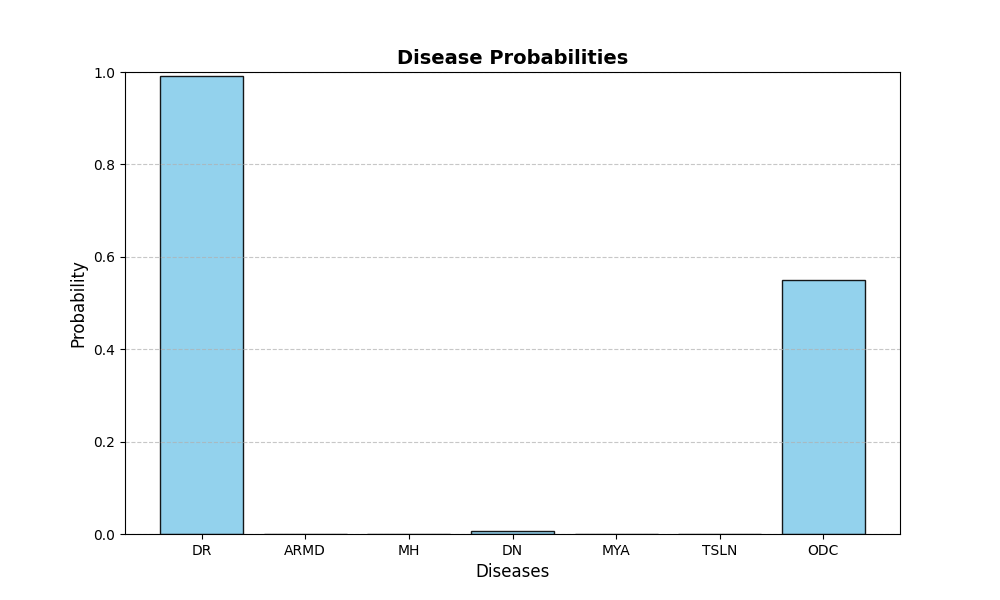 Disease Probabilities
1.0
0.8
0.6
0.4
0.2
0.0
Probability
DR ARMD MH DN MYA TSLN ODC
Diseases